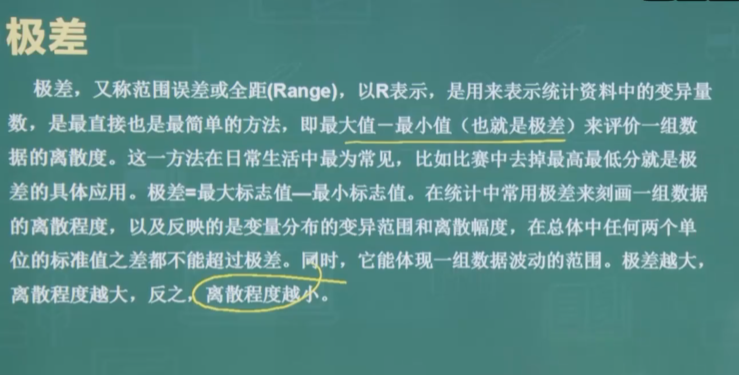 极差
极差，又称范围误差或全距(Range)，以R表示，是用来表示统计资料中的变异量
数，是最直接也是最简单的方法，即最大值－最小值（也就是极差）来评价一组数
据的离散度。这一方法在日常生活中最为常见，比如比赛中去掉最高最低分就是极
差的具体应用。极差=最大标志值—最小标志值。在统计中常用极差来刻画一组数据
的离散程度，以及反映的是变量分布的变异范围和离散幅度，在总体中任何两个单
位的标准值之差都不能超过极差。同时，它能体现一组数据波动的范围。极差越大，
离散程度越大，反之，离散程度越小。